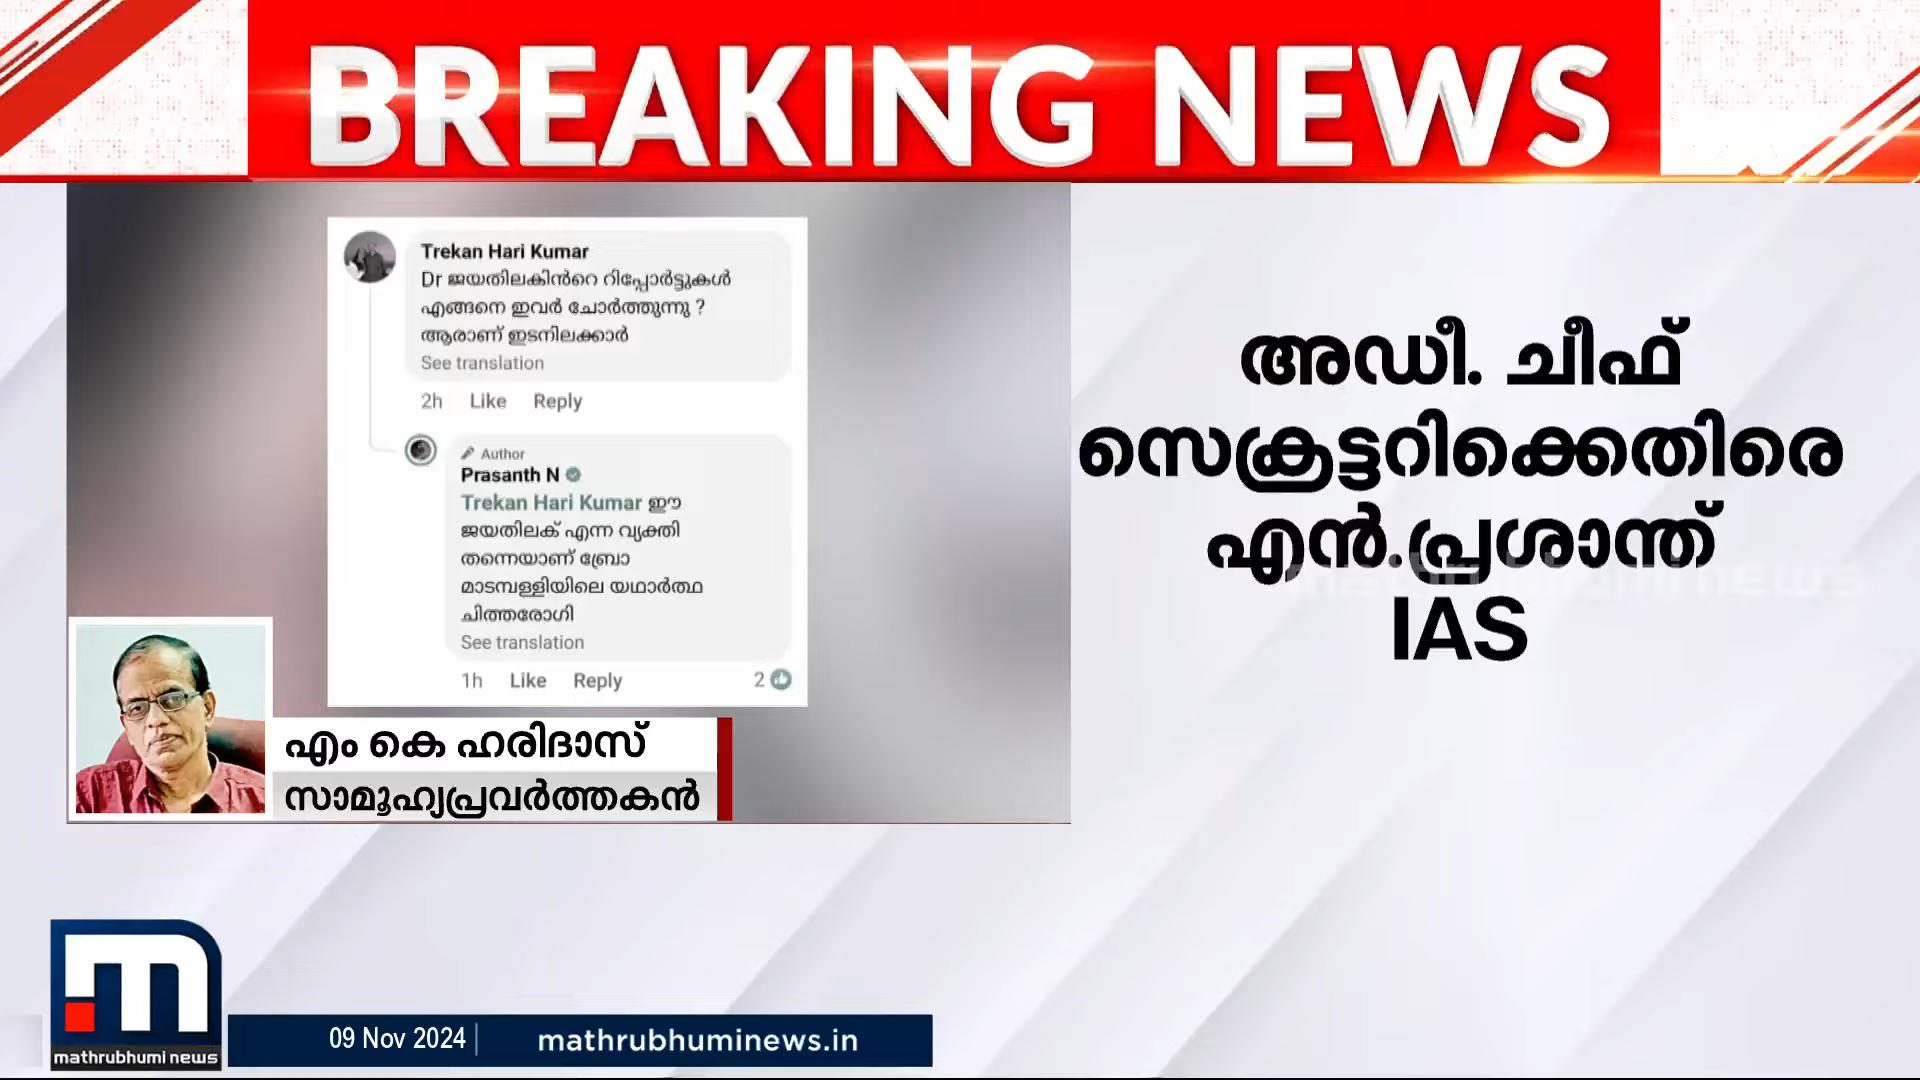 BREAKING NEWS
Trekan Hari Kumar
Dr ജയതിലകിൻറെ റിപ്പോർട്ടുകൾ
എങ്ങനെ ഇവർ ചോർത്തുന്നു ?
ആരാണ് ഇടനിലക്കാർ
See translation
2h Like Reply
Author
Prasanth N
Trekan Hari Kumar ഈ
ജയതിലക് എന്ന വ്യക്തി
തന്നെയാണ് ബ്രോ
മാടമ്പള്ളിയിലെ യഥാർത്ഥ
ചിത്തരോഗി
See translation
1h Like Reply 2
എം കെ ഹരിദാസ്
സാമൂഹ്യപ്രവർത്തകൻ
അഡീ. ചീഫ്
സെക്രട്ടറിക്കെതിരെ
എൻ.പ്രശാന്ത്
IAS
mathrubhumi news
mathrubhumi news
09 Nov 2024
mathrubhuminews.in